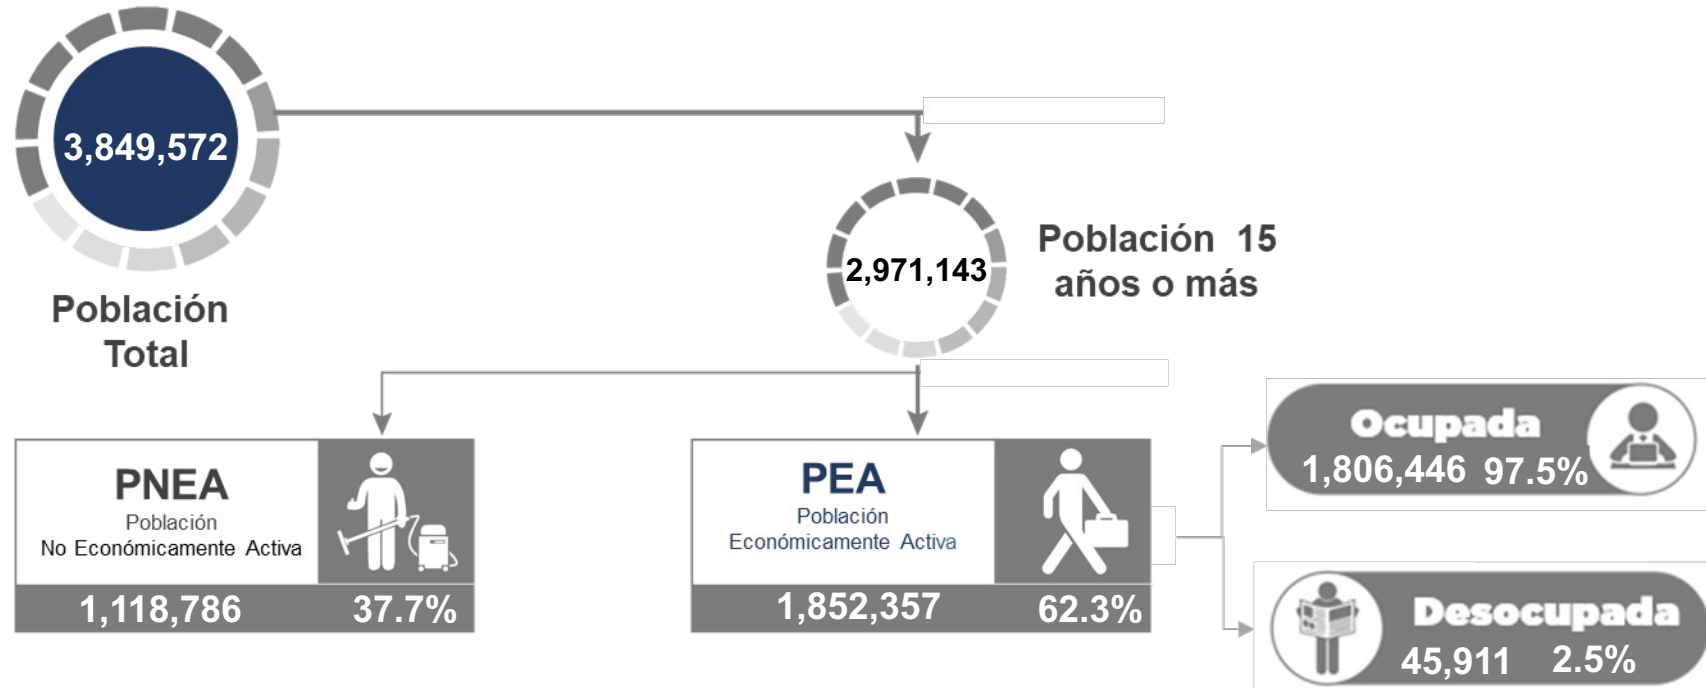 3,849,572
Población
Total
2,971,143
Población 15
años o más
PNEA
Población
No Económicamente Activa
1,118,786 37.7%
PEA
Población
Económicamente Activa
1,852,357 62.3%
Ocupada
1,806,446 97.5%
Desocupada
45,911 2.5%